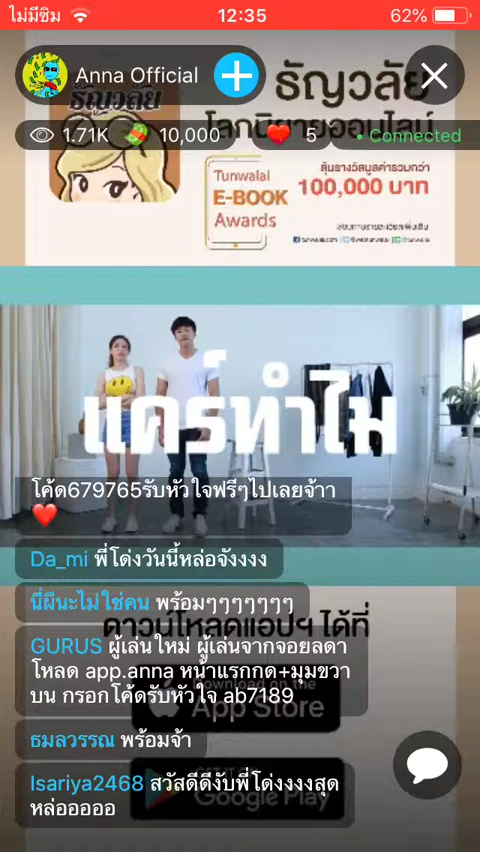 ไม่มีซิม 12:35 62%
Anna Official
ธัญวลัย
ธัญวลัย
โลกนิยายออนไลน์
1.71K 10,000 5 Connected
ลุ้นรางวัลมูลค่ารวมกว่า
100,000 บาท
Tunwalai
E-BOOK
Awards
แคร์ทำไม
โค้ด679765รับหัวใจฟรีๆไปเลยจ้าา
❤️
Da_mi พี่โด่งวันนี้หล่อจังงงง
นี่ผีนะไม่ใช่คน พร้อมๆๆๆๆๆๆๆ
ดาวน์โหลดแอปฯ ได้ที่
GURUS ผู้เล่นใหม่ ผู้เล่นจากจอยลดา
โหลด app.anna หน้าแรกกด+มุมขวา
บน กรอกโค้ดรับหัวใจ ab7189
Download on the
App Store
ธมลวรรณ พร้อมจ้า
Isariya2468 สวัสดีดีงับพี่โด่งงงงสุด
หล่อออออ
GET IT ON
Google Play